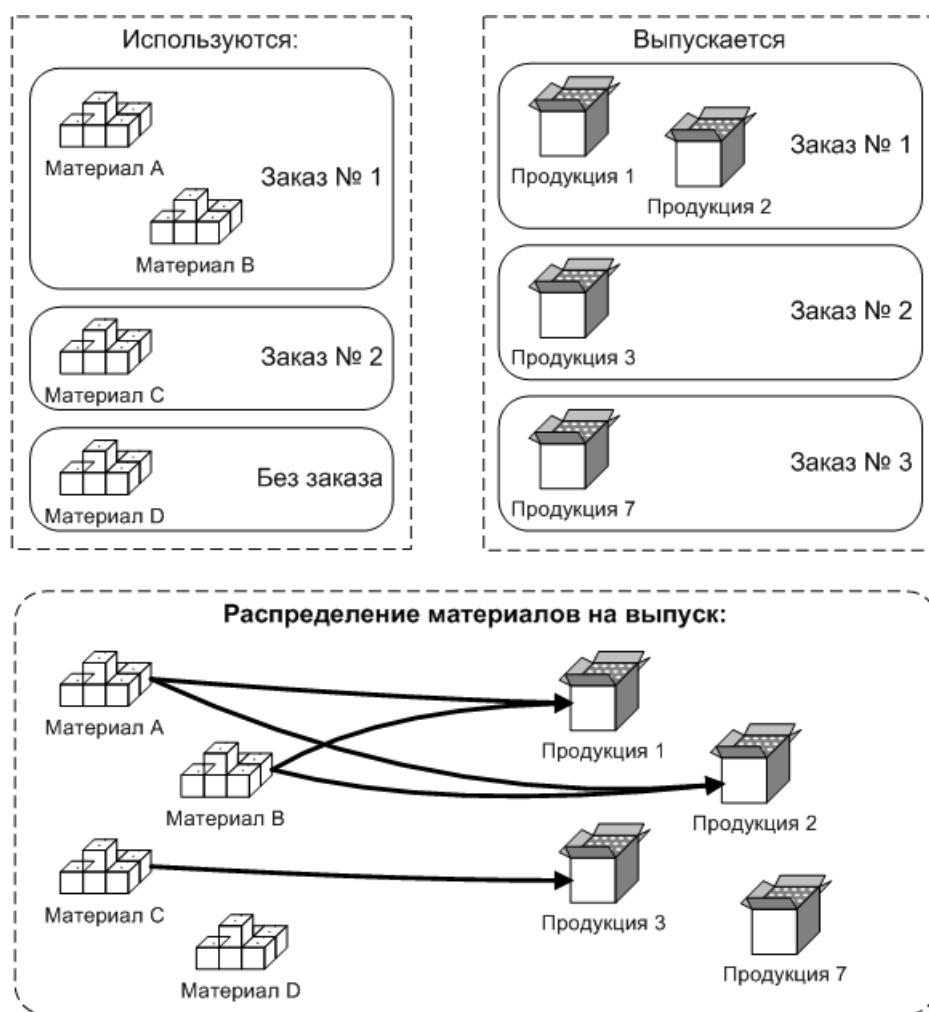 Используются:
Материал A
Заказ № 1
Материал B
Материал C
Заказ № 2
Материал D
Без заказа
Выпускается
Продукция 1
Заказ № 1
Продукция 2
Продукция 3
Заказ № 2
Продукция 7
Заказ № 3
Распределение материалов на выпуск:
Материал A
Продукция 1
Материал B
Продукция 2
Материал C
Продукция 3
Материал D
Продукция 7